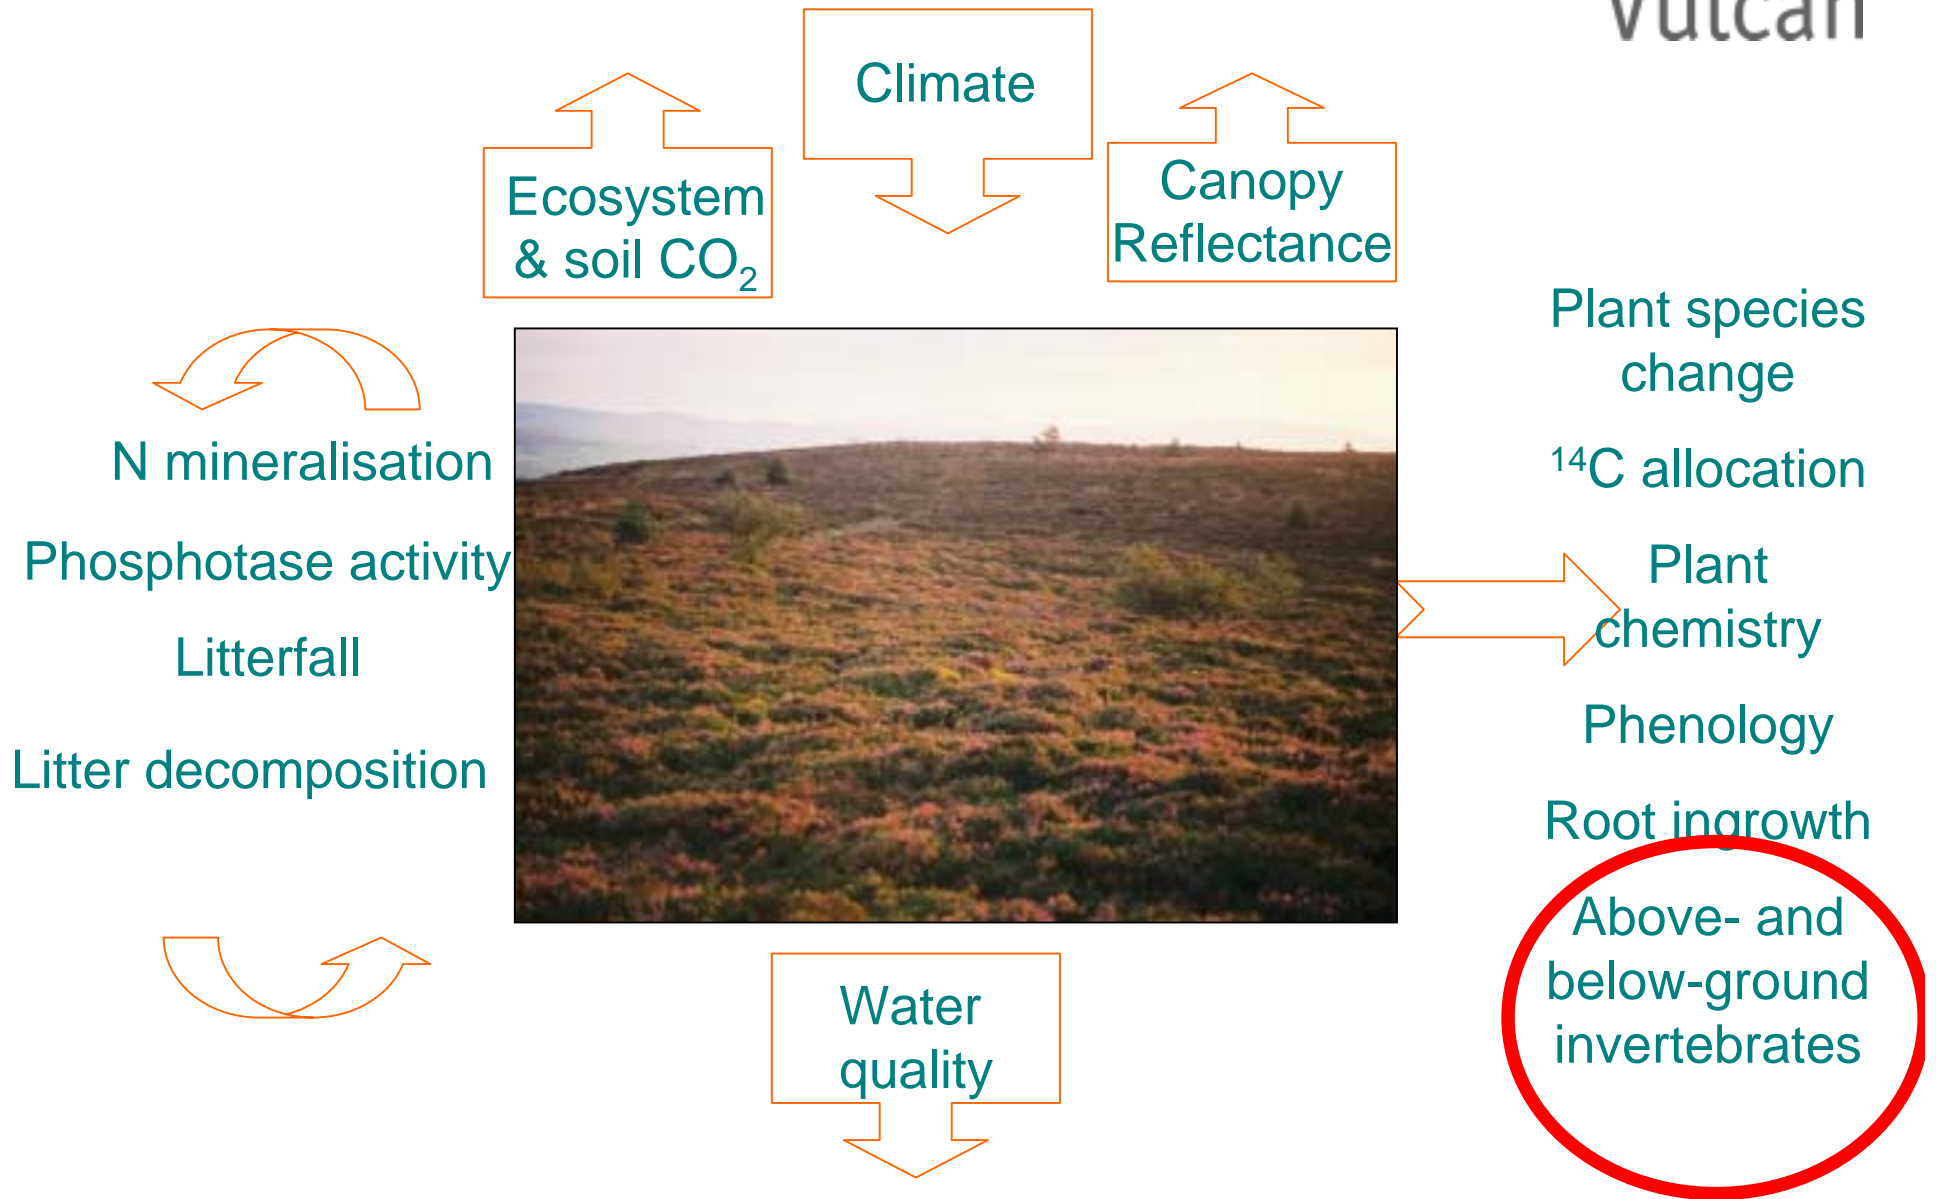 Vulcan
Climate
Ecosystem
& soil CO₂
Canopy
Reflectance
N mineralisation
Phosphotase activity
Litterfall
Litter decomposition
Plant species
change
¹⁴C allocation
Plant
chemistry
Phenology
Root ingrowth
Above- and
below-ground
invertebrates
Water
quality